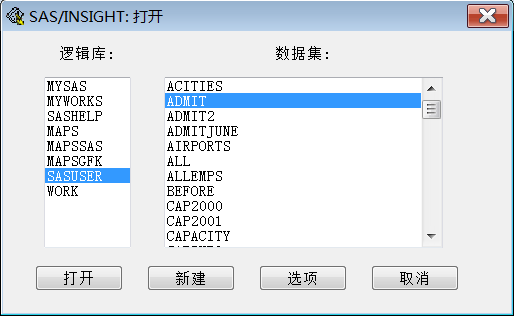 SAS/INSIGHT: 打开
逻辑库:
数据集:
MYSAS
MYWORKS
SASHELP
MAPS
MAPSSAS
MAPSGFK
SASUSER
WORK
ACITIES
ADMIT
ADMIT2
ADMITJUNE
AIRPORTS
ALL
ALLEMPS
BEFORE
CAP2000
CAP2001
CAPACITY
打开
新建
选项
取消